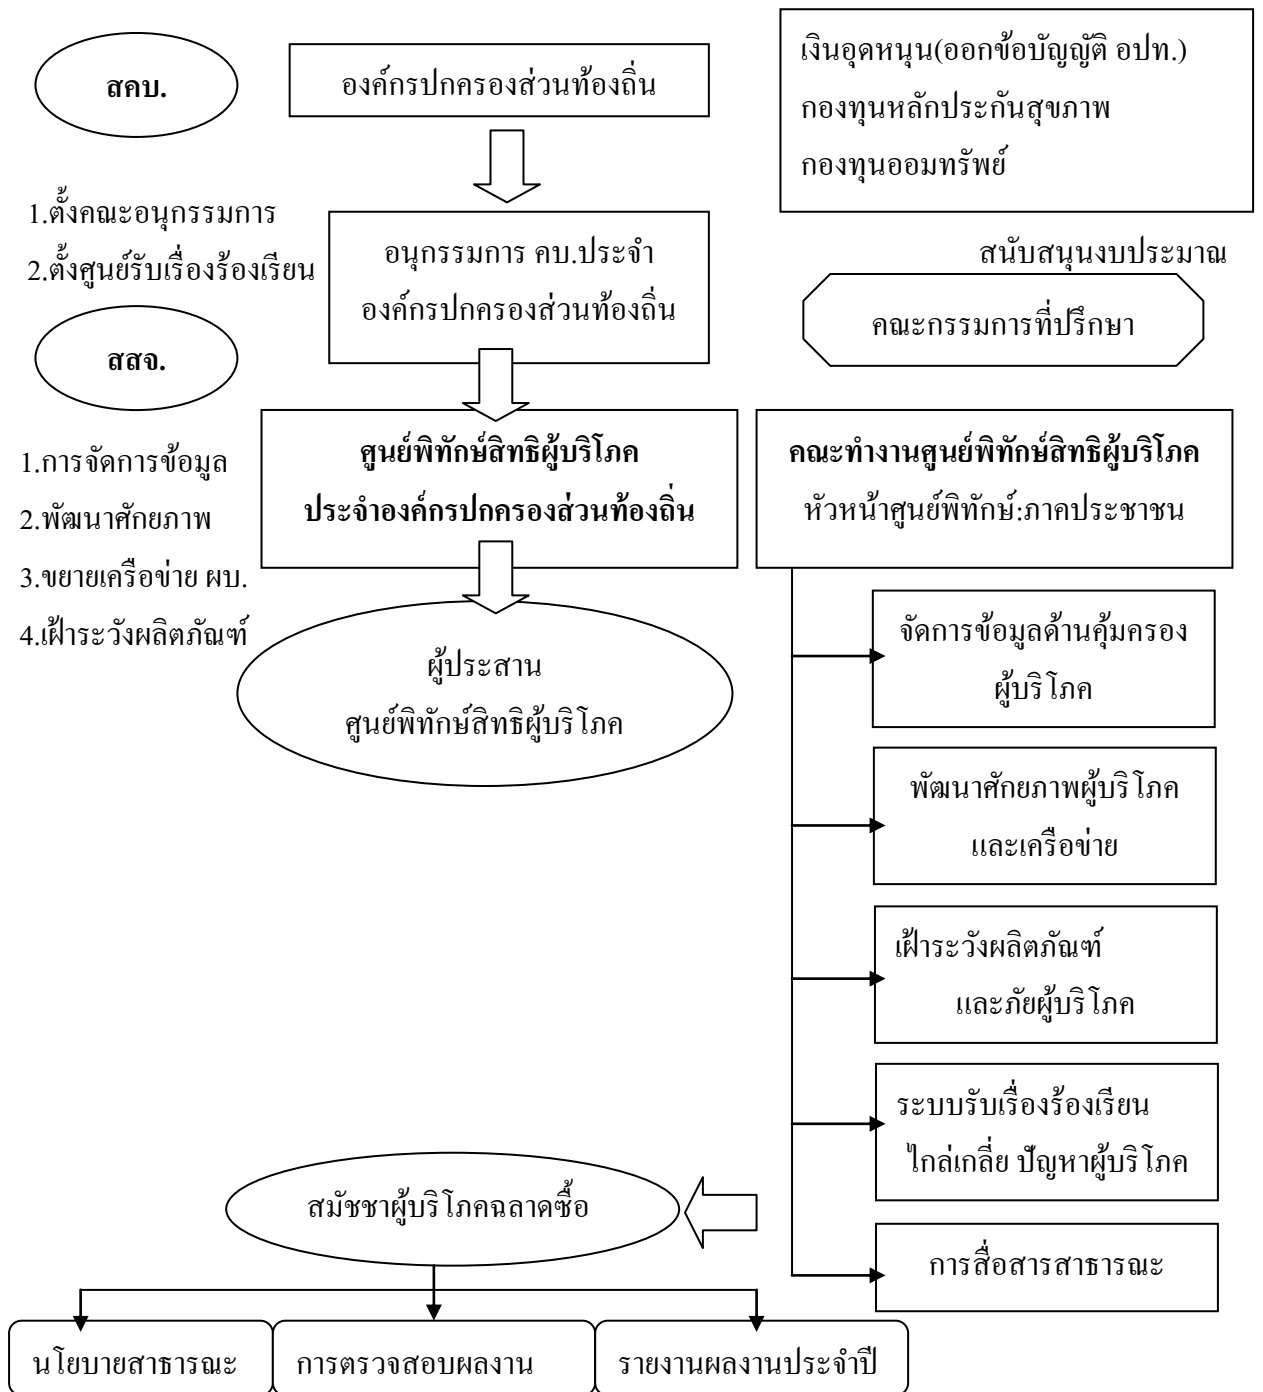 สคบ.
องค์กรปกครองส่วนท้องถิ่น
เงินอุดหนุน(ออกข้อบัญญัติ อปท.)
กองทุนหลักประกันสุขภาพ
กองทุนออมทรัพย์
1.ตั้งคณะอนุกรรมการ
2.ตั้งศูนย์รับเรื่องร้องเรียน
อนุกรรมการ คบ.ประจำ
องค์กรปกครองส่วนท้องถิ่น
สนับสนุนงบประมาณ
คณะกรรมการที่ปรึกษา
สสจ.
1.การจัดการข้อมูล
2.พัฒนาศักยภาพ
3.ขยายเครือข่าย ผบ.
4.เฝ้าระวังผลิตภัณฑ์
ศูนย์พิทักษ์สิทธิผู้บริโภค
ประจำองค์กรปกครองส่วนท้องถิ่น
คณะทำงานศูนย์พิทักษ์สิทธิผู้บริโภค
หัวหน้าศูนย์พิทักษ์:ภาคประชาชน
ผู้ประสาน
ศูนย์พิทักษ์สิทธิผู้บริโภค
จัดการข้อมูลด้านคุ้มครอง
ผู้บริโภค
พัฒนาศักยภาพผู้บริโภค
และเครือข่าย
เฝ้าระวังผลิตภัณฑ์
และภัยผู้บริโภค
ระบบรับเรื่องร้องเรียน
ไกล่เกลี่ย ปัญหาผู้บริโภค
การสื่อสารสาธารณะ
สมัชชาผู้บริโภคฉลาดซื้อ
นโยบายสาธารณะ
การตรวจสอบผลงาน
รายงานผลงานประจำปี